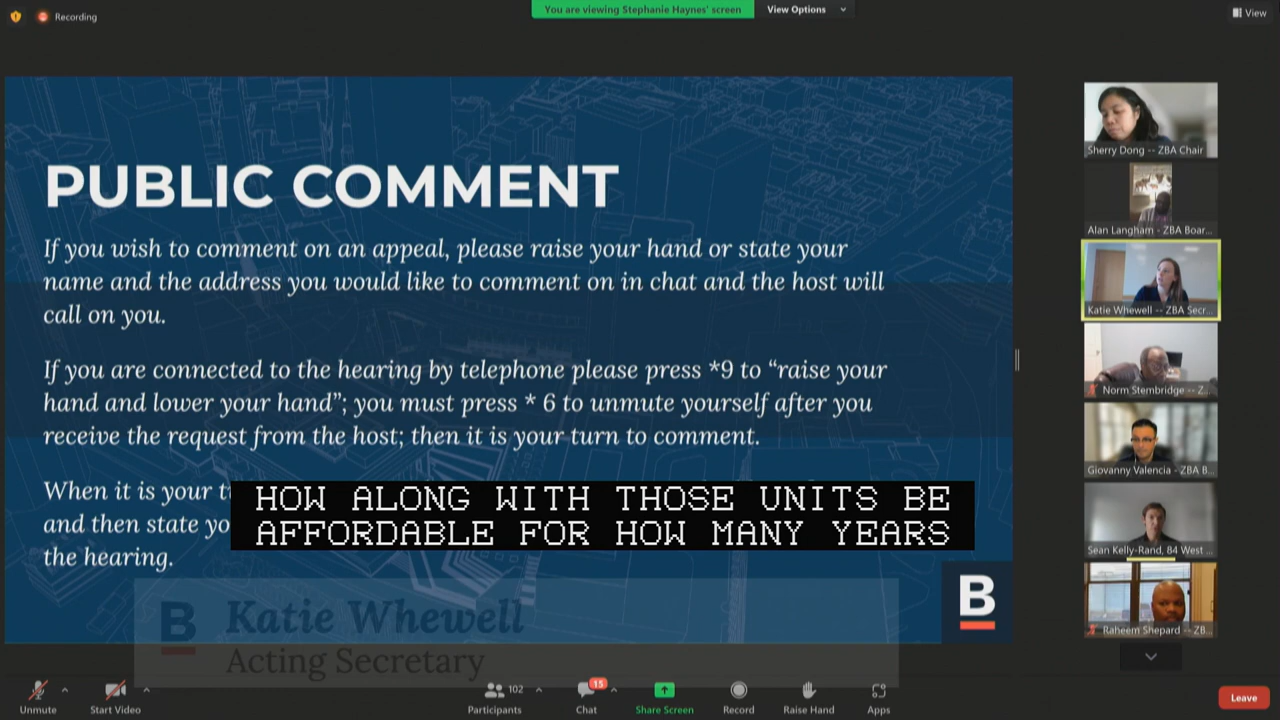 Recording
You are viewing Stephanie Haynes' screen
View Options
View
PUBLIC COMMENT
If you wish to comment on an appeal, please raise your hand or state your
name and the address you would like to comment on in chat and the host will
call on you.
If you are connected to the hearing by telephone please press *9 to “raise your
hand and lower your hand”; you must press * 6 to unmute yourself after you
receive the request from the host; then it is your turn to comment.
When it is your t
and then state yo
the hearing.
HOW ALONG WITH THOSE UNITS BE
AFFORDABLE FOR HOW MANY YEARS
B
Katie Whewell
Acting Secretary
B
Sherry Dong -- ZBA Chair
Alan Langham - ZBA Boar...
Katie Whewell -- ZBA Secr...
Norm Stembridge -- Z...
Giovanny Valencia - ZBA B...
Sean Kelly-Rand, 84 West ...
Raheem Shepard -- ZB...
Unmute
Start Video
102
Participants
15
Chat
Share Screen
Record
Raise Hand
Apps
Leave